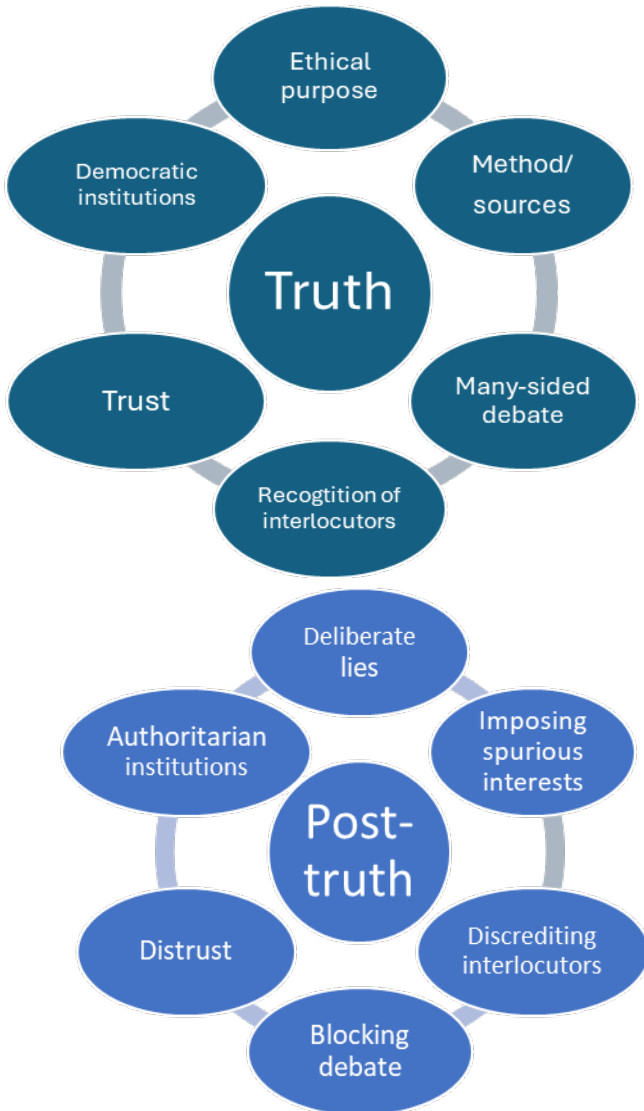 Ethical
purpose
Democratic
institutions
Method/
sources
Truth
Trust
Many-sided
debate
Recogtition of
interlocutors
Deliberate
lies
Authoritarian
institutions
Imposing
spurious
interests
Post-
truth
Distrust
Discrediting
interlocutors
Blocking
debate